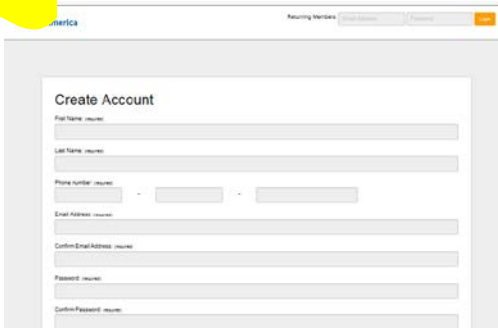 merica
Returning Members Email Address Password Login
Create Account
First Name: (required)
Last Name: (required)
Phone number: (required)
- -
Email Address: (required)
Confirm Email Address: (required)
Password: (required)
Confirm Password: (required)